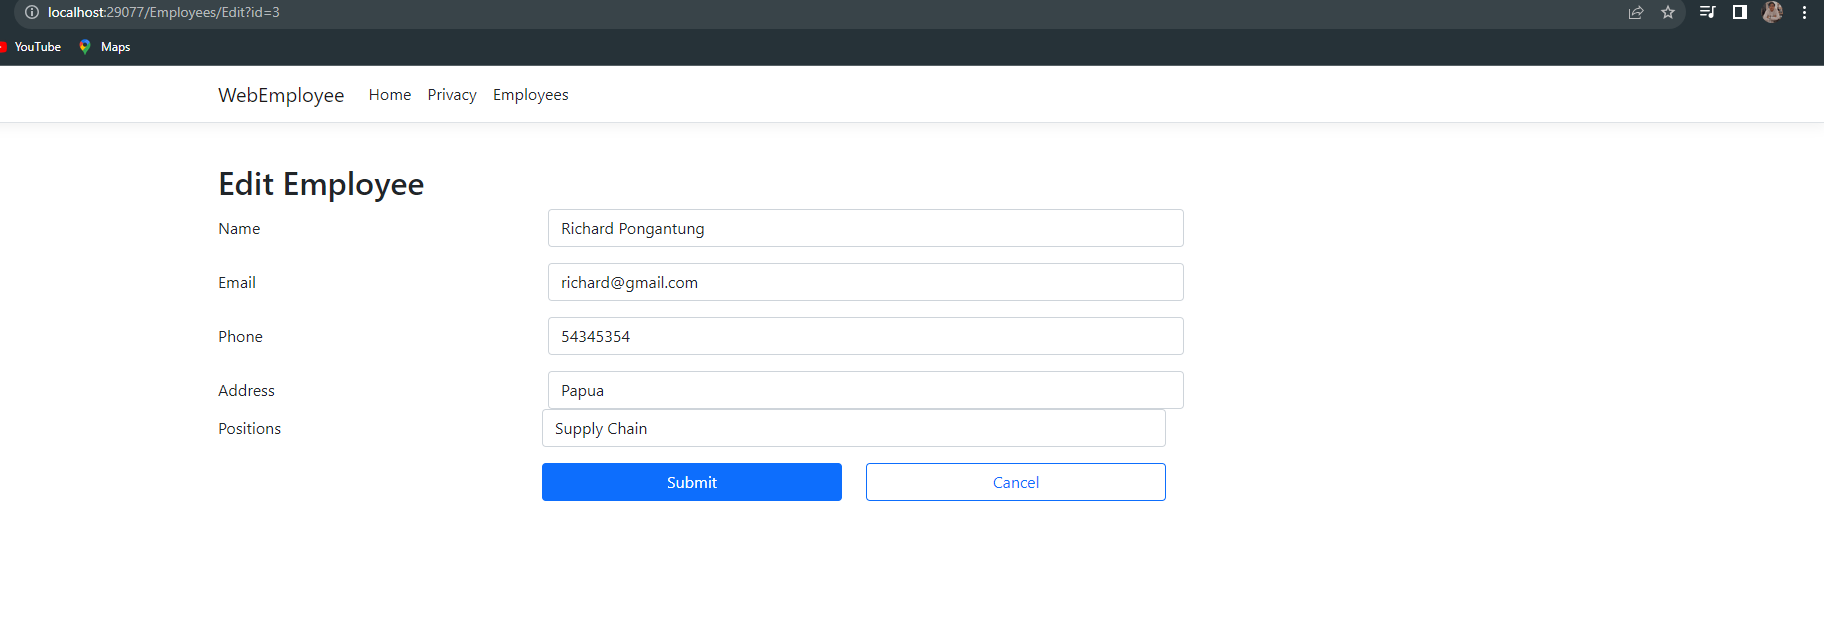 localhost:29077/Employees/Edit?id=3
YouTube Maps
WebEmployee Home Privacy Employees
Edit Employee
Name Richard Pongantung
Email richard@gmail.com
Phone 54345354
Address Papua
Positions Supply Chain
Submit Cancel